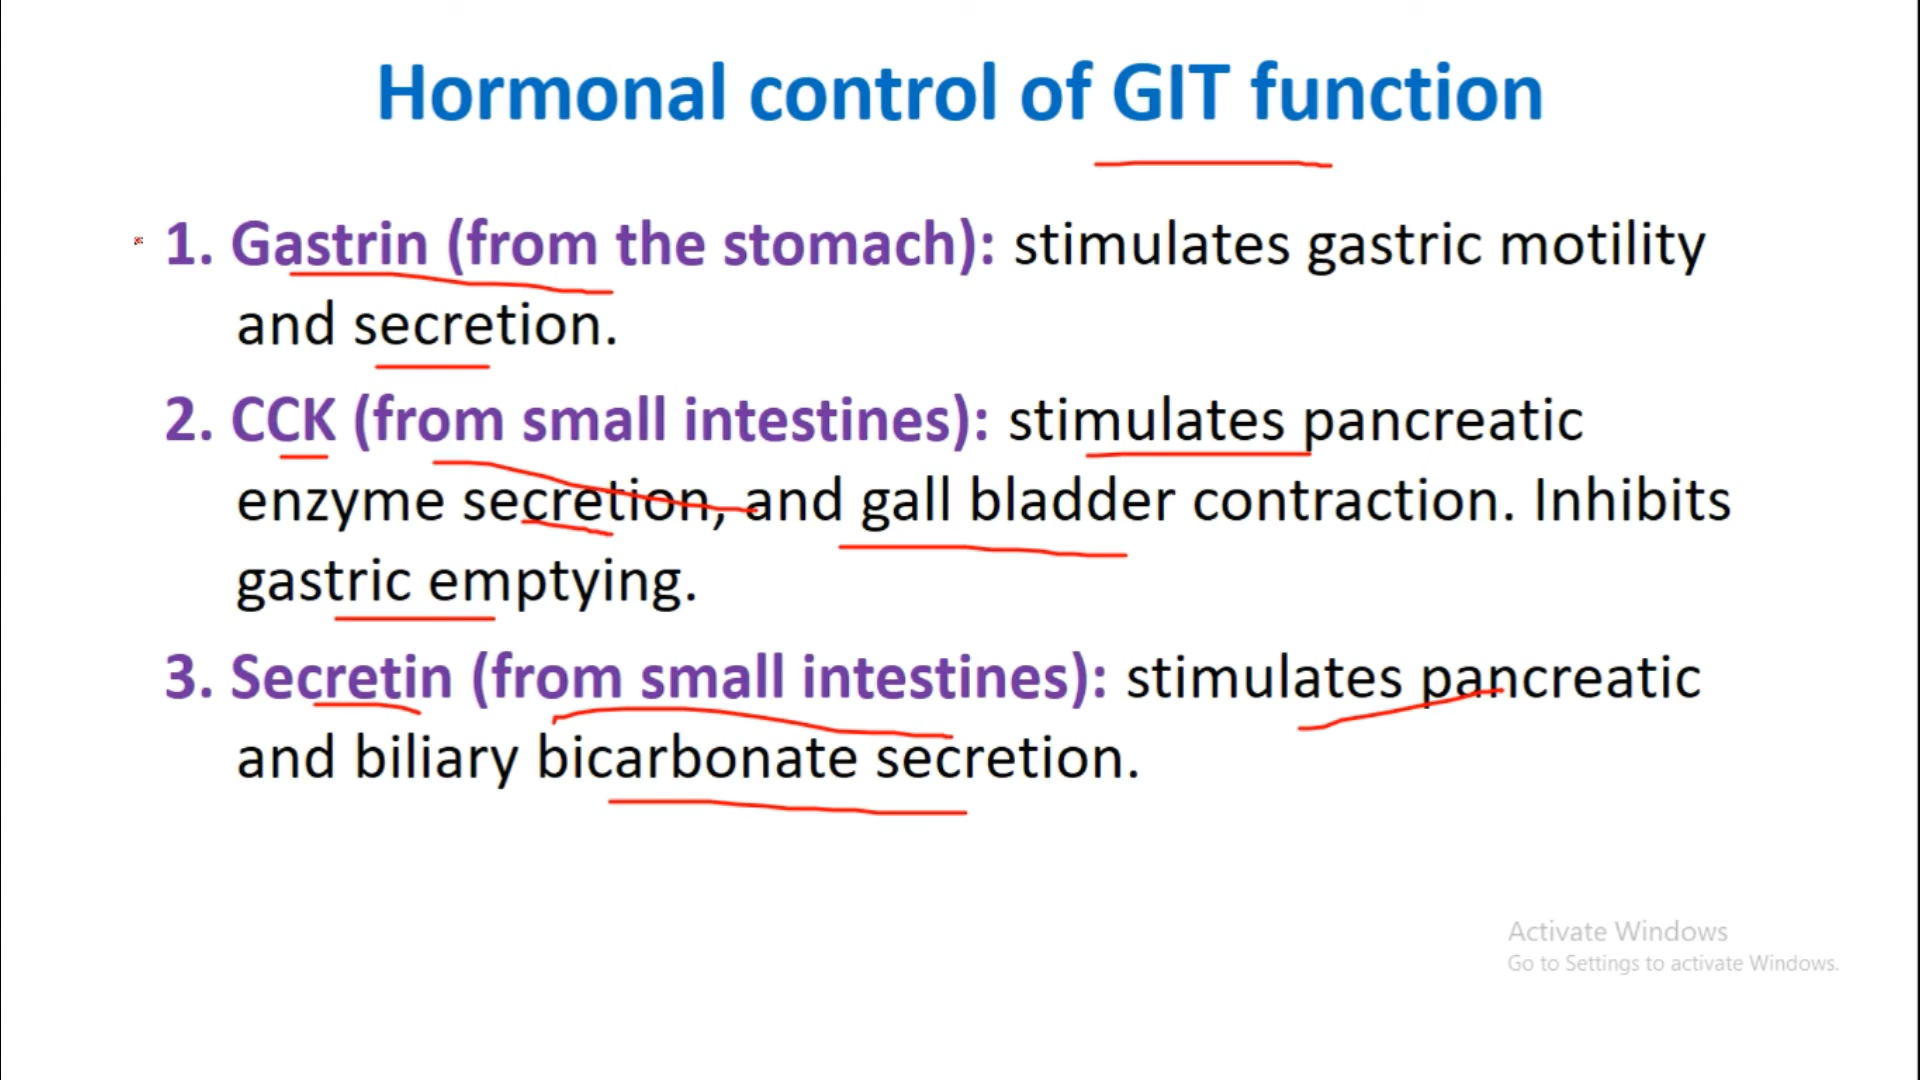 Hormonal control of GIT function
1. Gastrin (from the stomach): stimulates gastric motility
and secretion.
2. CCK (from small intestines): stimulates pancreatic
enzyme secretion, and gall bladder contraction. Inhibits
gastric emptying.
3. Secretin (from small intestines): stimulates pancreatic
and biliary bicarbonate secretion.
Activate Windows
Go to Settings to activate Windows.